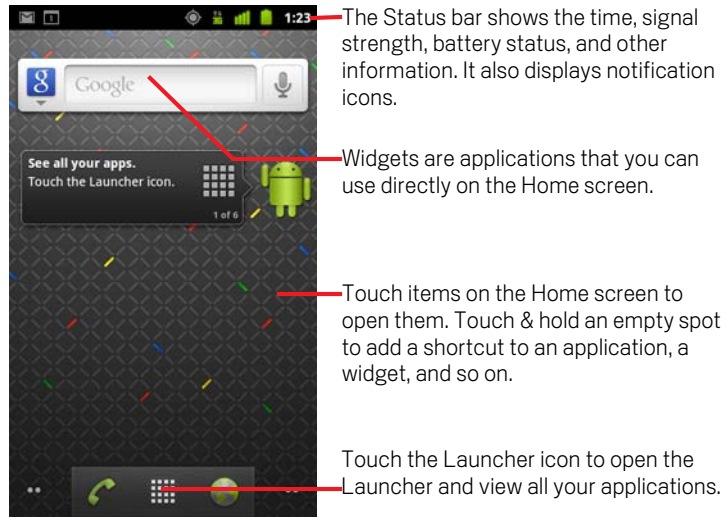 1:23
The Status bar shows the time, signal
strength, battery status, and other
information. It also displays notification
icons.
8 Google
See all your apps.
Touch the Launcher icon.
1 of 6
Widgets are applications that you can
use directly on the Home screen.
Touch items on the Home screen to
open them. Touch & hold an empty spot
to add a shortcut to an application, a
widget, and so on.
Touch the Launcher icon to open the
Launcher and view all your applications.